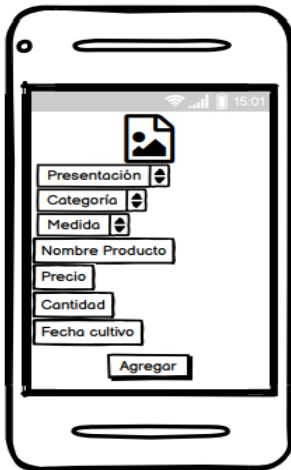 15:01
Presentación
Categoría
Medida
Nombre Producto
Precio
Cantidad
Fecha cultivo
Agregar